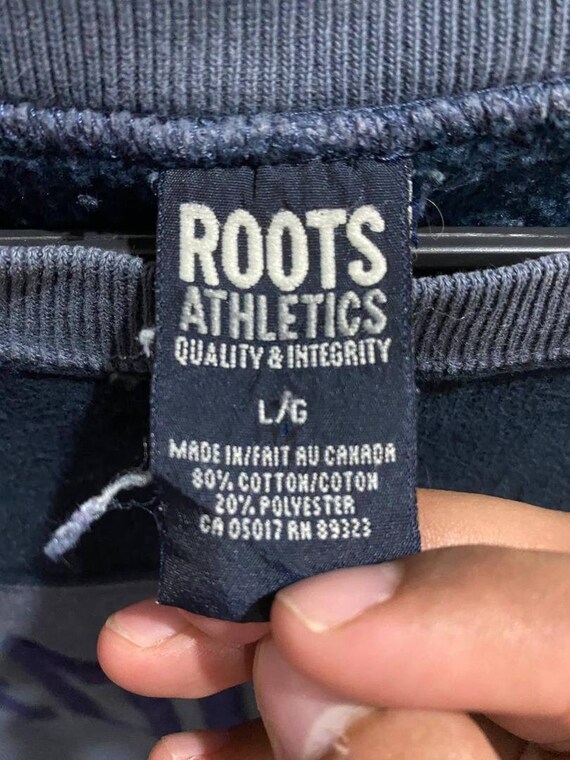 ROOTS
ATHLETICS
QUALITY & INTEGRITY
L/G
MADE IN/FAIT AU CANADA
80% COTTON/COTON
20% POLYESTER
CA 05017 RN 89323